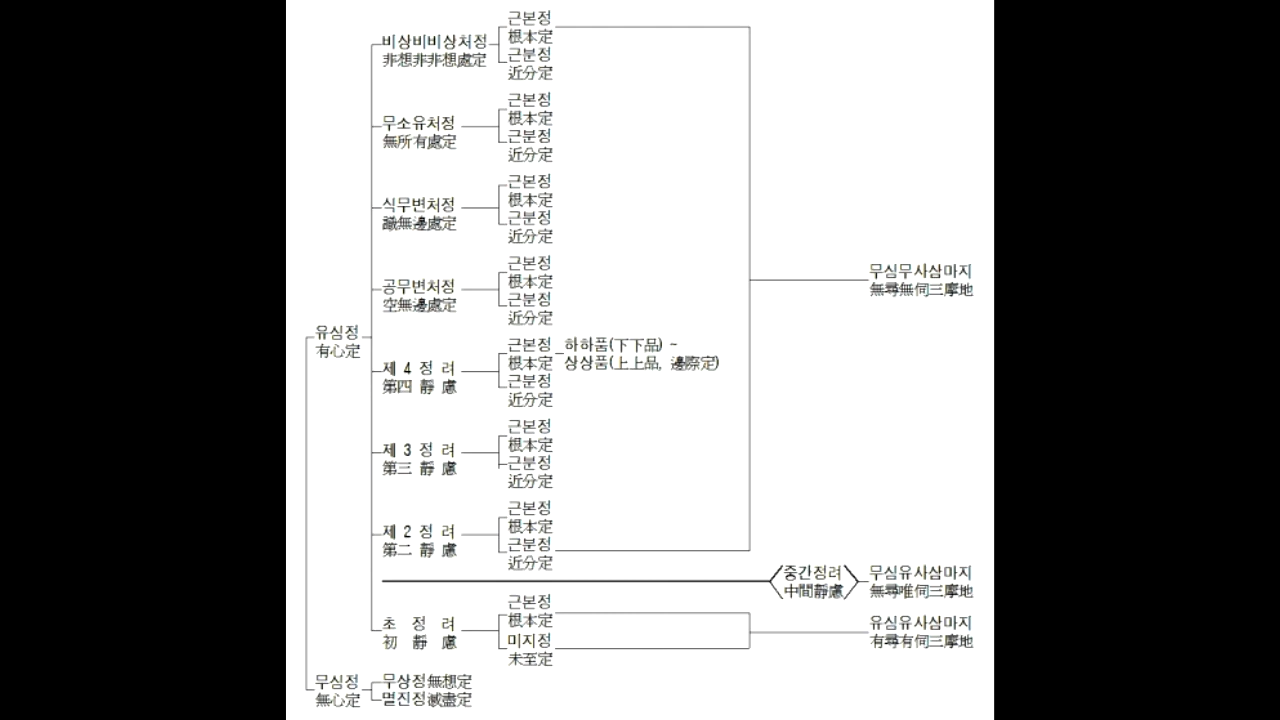 근본정
비상비비상처정
根本定
非想非非想處定
근분정
近分定
근본정
무소유처정
根本定
無所有處定
근분정
近分定
근본정
식무변처정
根本定
識無邊處定
근분정
近分定
근본정
공무변처정
根本定
空無邊處定
근분정
近分定
무심무사삼마지
無尋無伺三摩地
유심정
有心定
근본정 하하품(下下品) ~
제 4 정 려
根本定 상상품(上上品, 邊際定)
第四 靜 慮
근분정
近分定
근본정
제 3 정 려
根本定
第三 靜 慮
근분정
近分定
근본정
제 2 정 려
根本定
第二 靜 慮
근분정
近分定
중간정려
中間靜慮
무심유사삼마지
無尋唯伺三摩地
초 정 려
初 靜 慮
근본정
根本定
미지정
未至定
유심유사삼마지
有尋有伺三摩地
무심정
無心定
무상정無想定
멸진정滅盡定